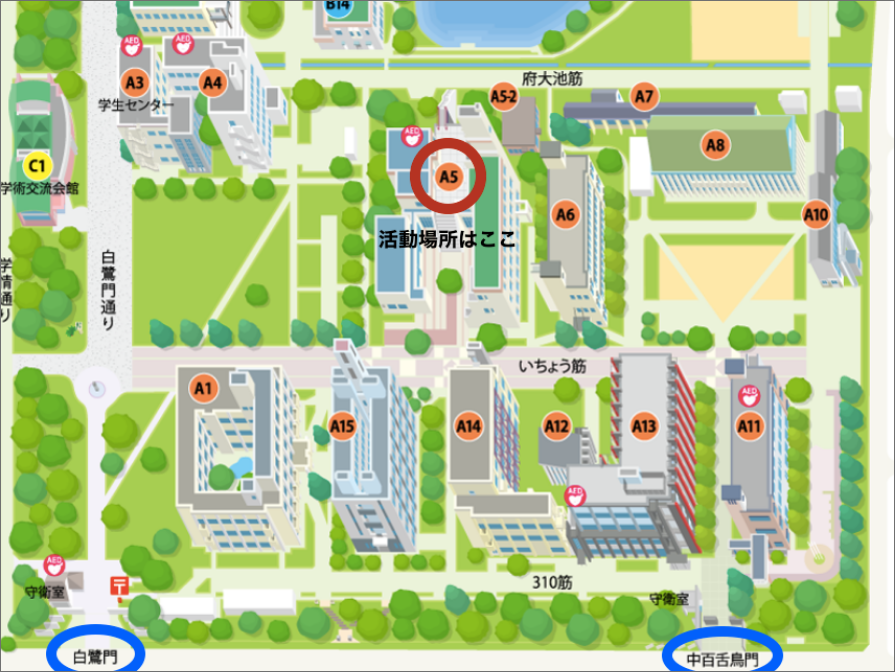 B14
AED
AED
A3
A4
学生センター
府大池筋
A5-2
A7
AED
A8
C1
学術交流会館
A5
A6
A10
活動場所はここ
白鷺門通り
学情通り
いちょう筋
A1
A15
A14
A12
A13
AED
A11
AED
AED
守衛室
〒
310筋
守衛室
白鷺門
中百舌鳥門